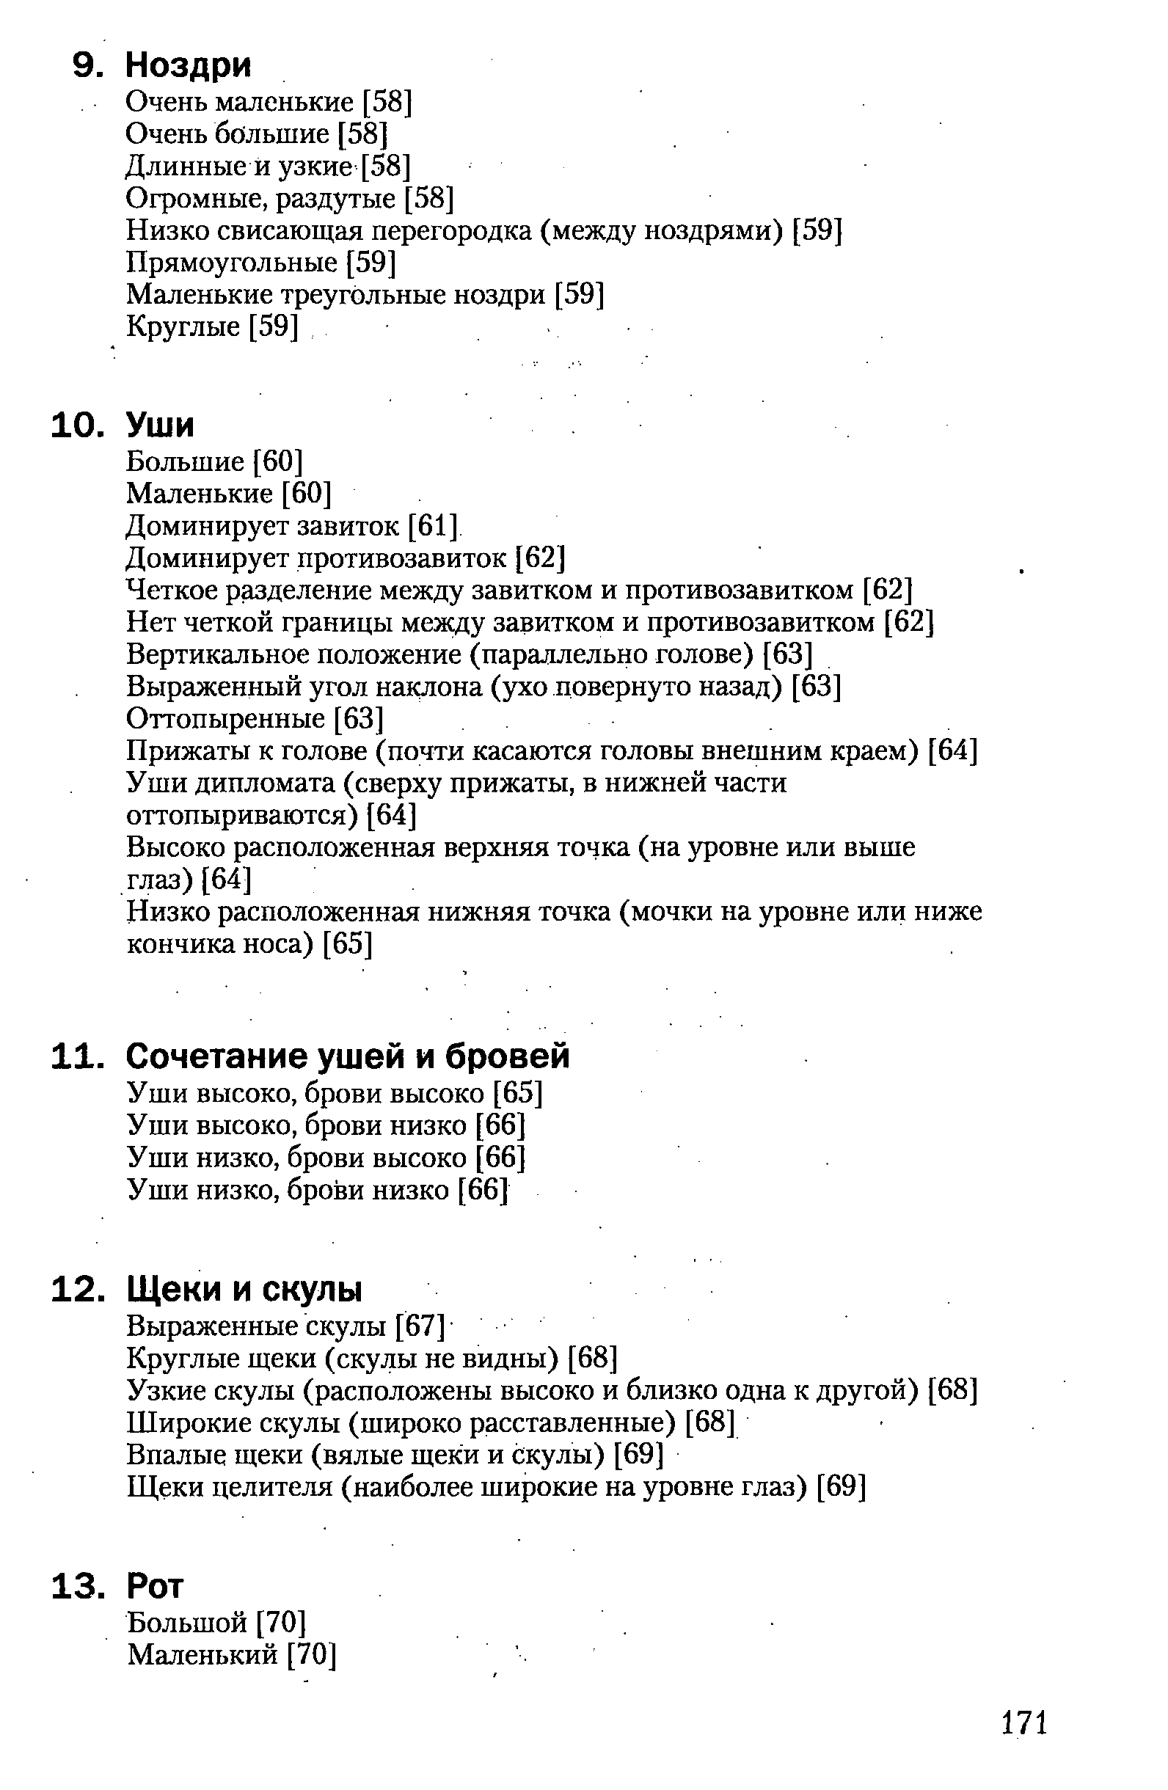 9. Ноздри
Очень маленькие [58]
Очень большие [58]
Длинные и узкие [58]
Огромные, раздутые [58]
Низко свисающая перегородка (между ноздрями) [59]
Прямоугольные [59]
Маленькие треугольные ноздри [59]
Круглые [59]
10. Уши
Большие [60]
Маленькие [60]
Доминирует завиток [61]
Доминирует противозавиток [62]
Четкое разделение между завитком и противозавитком [62]
Нет четкой границы между завитком и противозавитком [62]
Вертикальное положение (параллельно голове) [63]
Выраженный угол наклона (ухо повернуто назад) [63]
Оттопыренные [63]
Прижаты к голове (почти касаются головы внешним краем) [64]
Уши дипломата (сверху прижаты, в нижней части
оттопыриваются) [64]
Высоко расположенная верхняя точка (на уровне или выше
глаз) [64]
Низко расположенная нижняя точка (мочки на уровне или ниже
кончика носа) [65]
11. Сочетание ушей и бровей
Уши высоко, брови высоко [65]
Уши высоко, брови низко [66]
Уши низко, брови высоко [66]
Уши низко, брови низко [66]
12. Щеки и скулы
Выраженные скулы [67]
Круглые щеки (скулы не видны) [68]
Узкие скулы (расположены высоко и близко одна к другой) [68]
Широкие скулы (широко расставленные) [68]
Впалые щеки (вялые щеки и скулы) [69]
Щеки целителя (наиболее широкие на уровне глаз) [69]
13. Рот
Большой [70]
Маленький [70]
171